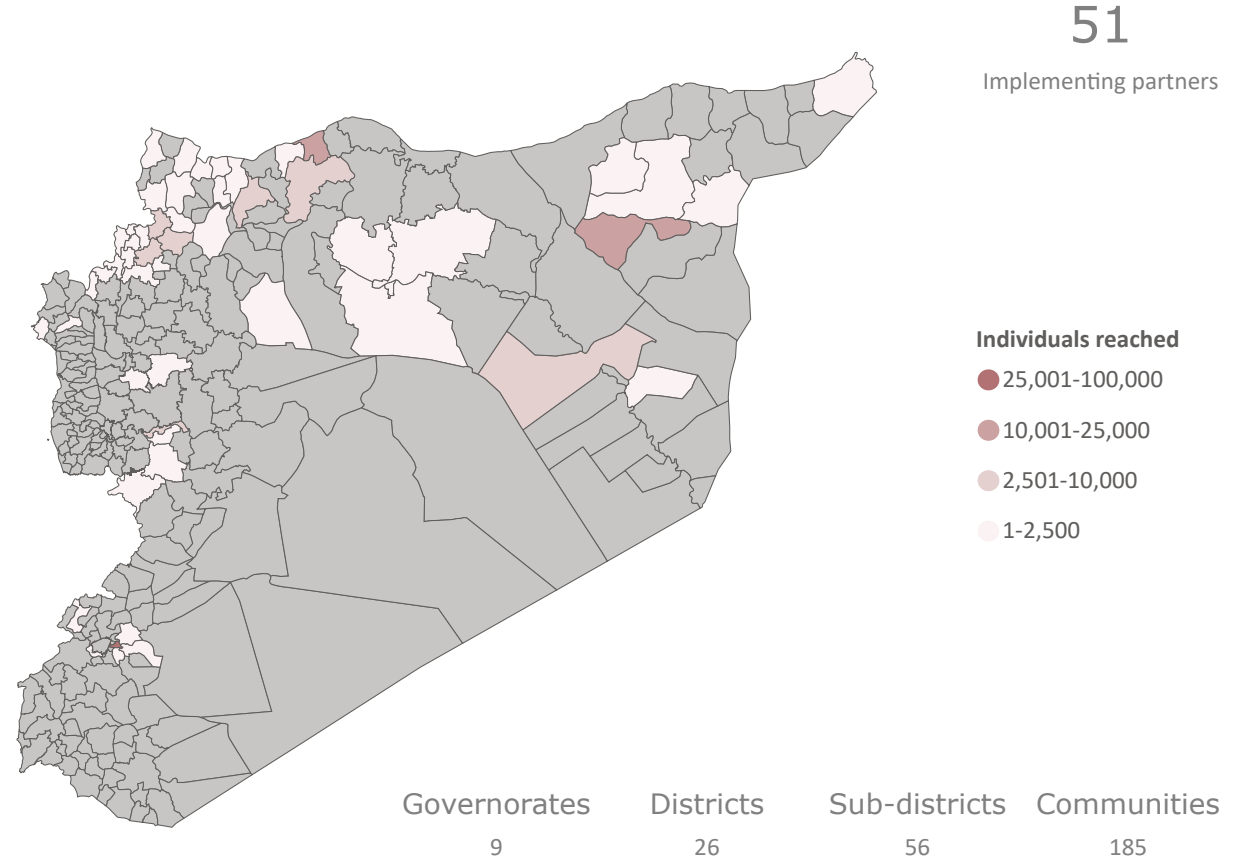 51
Implementing partners
Individuals reached
25,001-100,000
10,001-25,000
2,501-10,000
1-2,500
Governorates Districts Sub-districts Communities
9 26 56 185